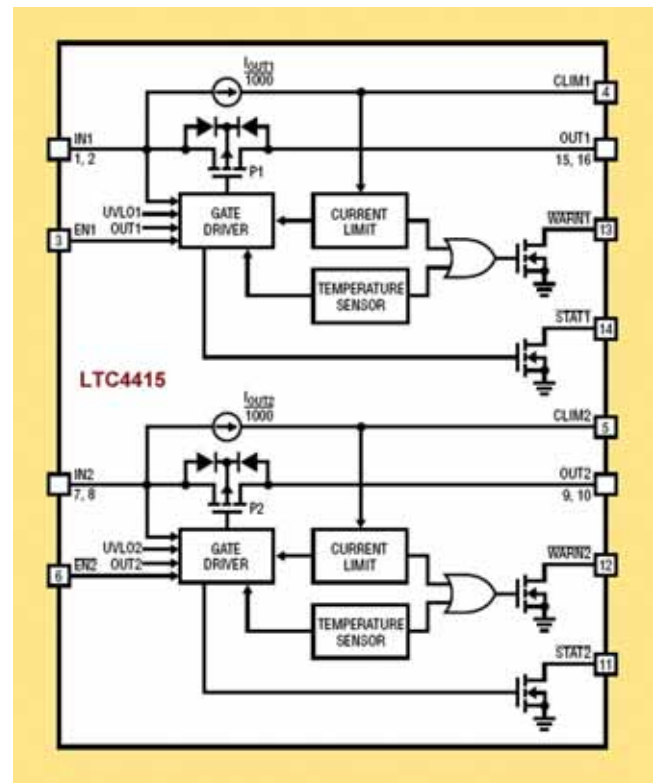 I̅O̅U̅T̅1̅
1000
CLIM1
4
IN1
1, 2
OUT1
15, 16
P1
UVLO1
OUT1
EN1
3
GATE
DRIVER
CURRENT
LIMIT
TEMPERATURE
SENSOR
WARN1
13
STAT1
14
LTC4415
IOUT2
1000
CLIM2
5
IN2
7, 8
OUT2
9, 10
P2
UVLO2
OUT2
EN2
6
GATE
DRIVER
CURRENT
LIMIT
TEMPERATURE
SENSOR
WARN2
12
STAT2
11